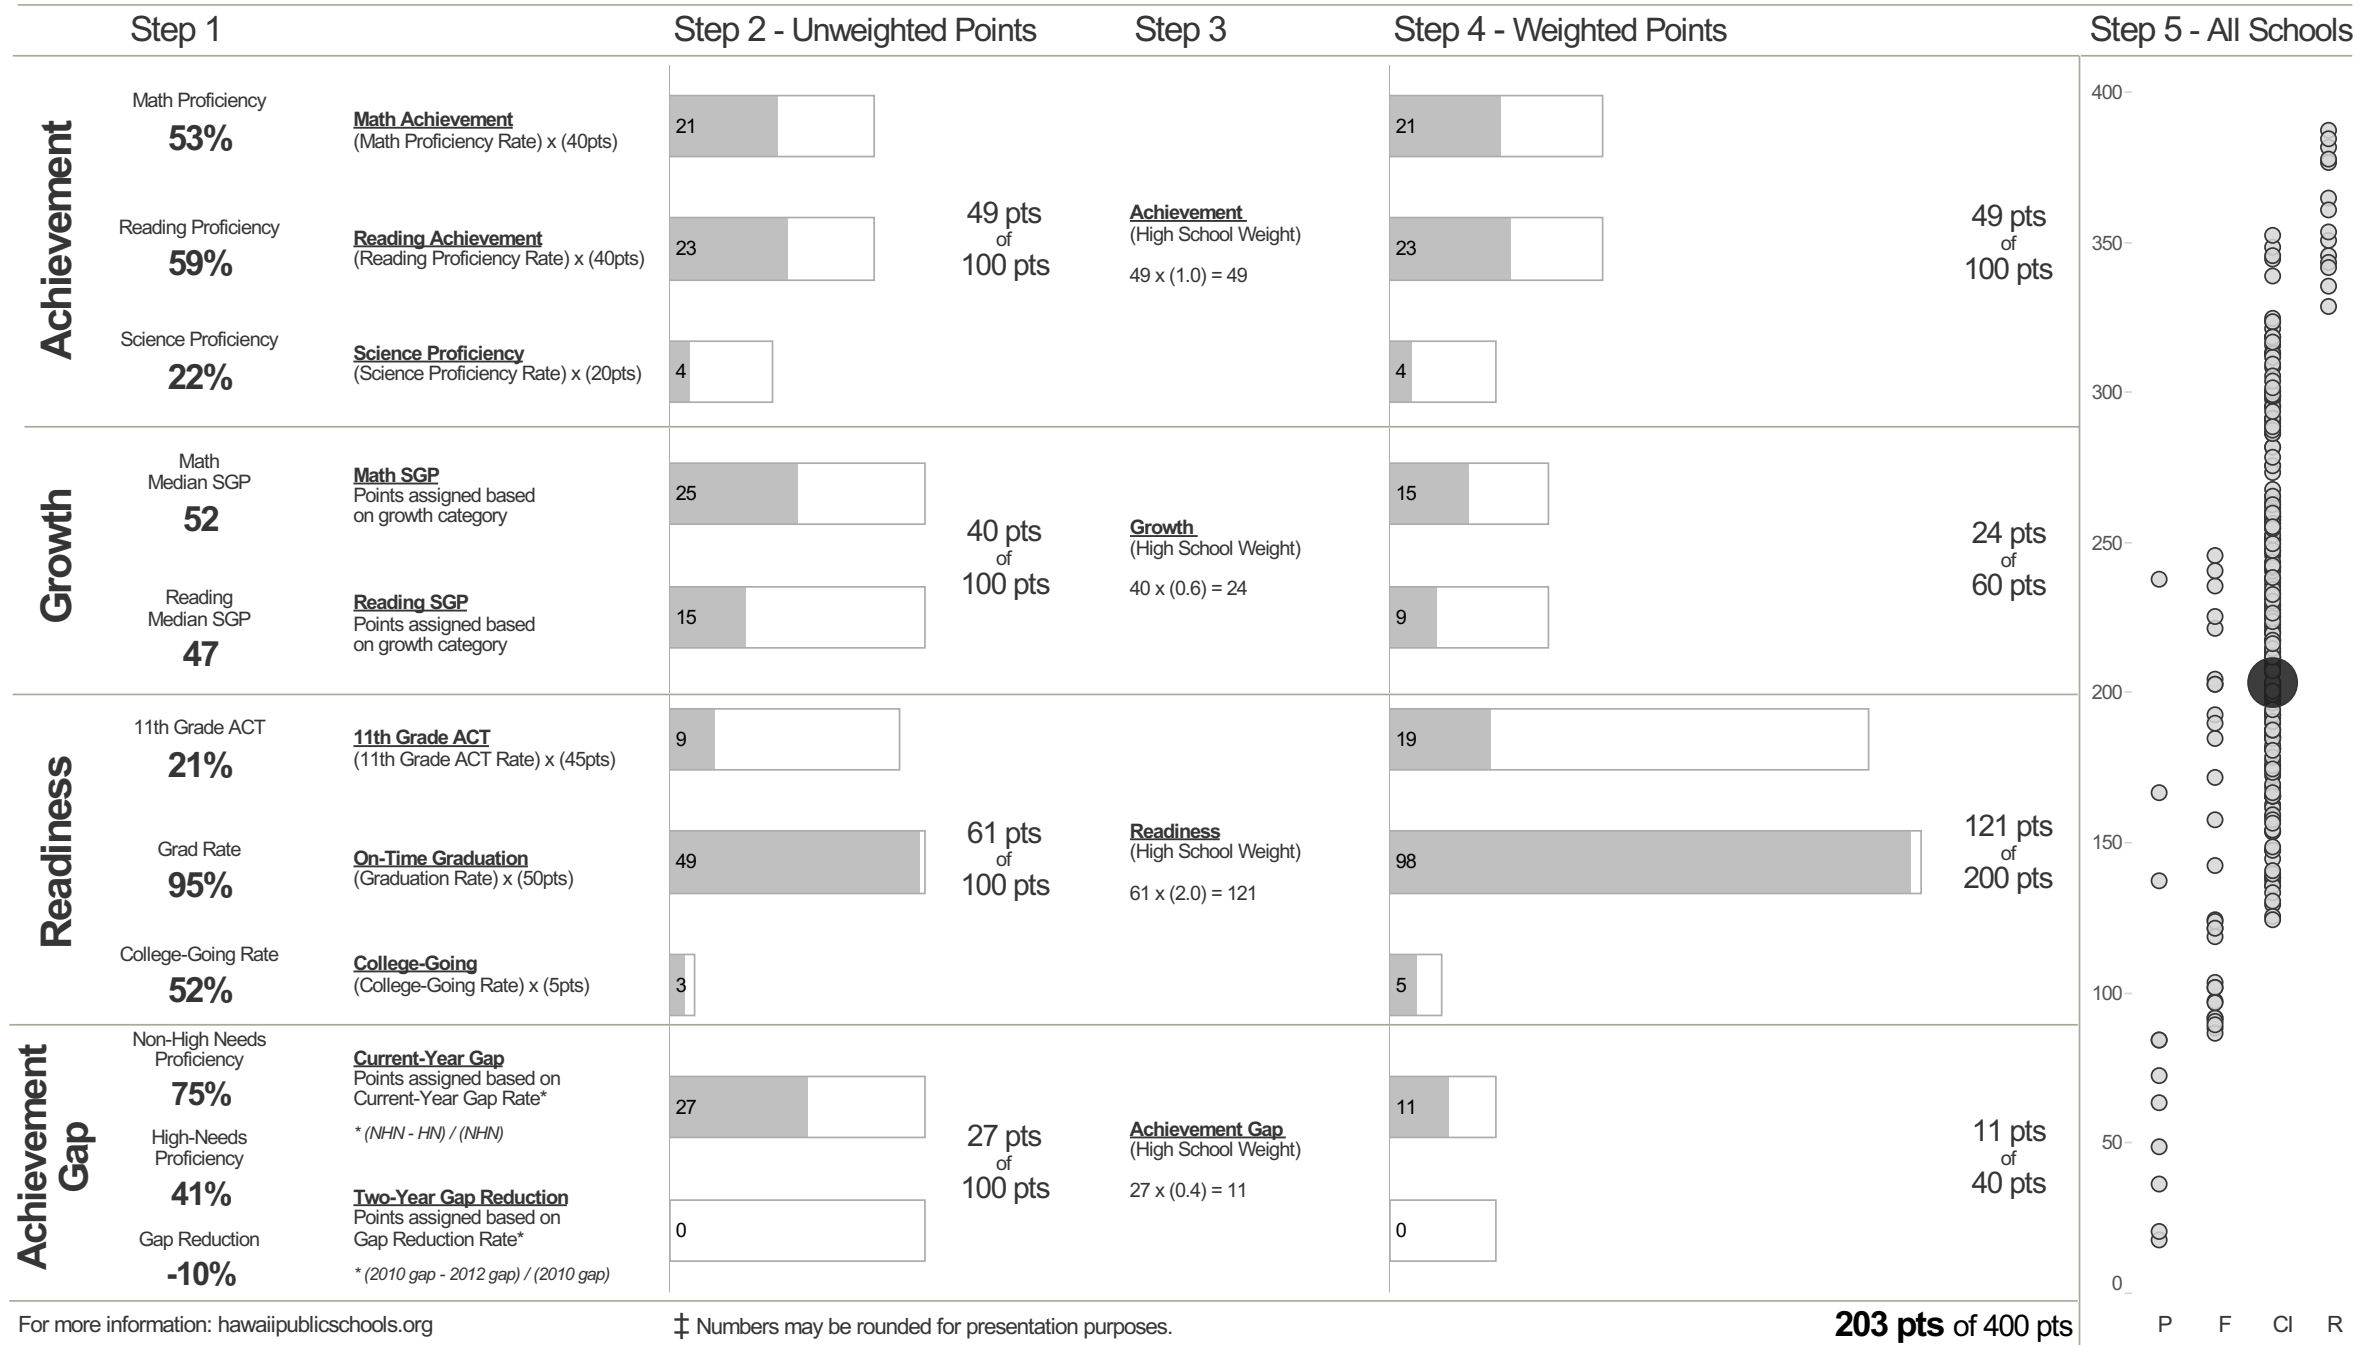 Step 1
Step 2 - Unweighted Points
Step 3
Step 4 - Weighted Points
Step 5 - All Schools
Achievement
Math Proficiency
53%
Math Achievement
(Math Proficiency Rate) x (40pts)
21
21
Reading Proficiency
59%
Reading Achievement
(Reading Proficiency Rate) x (40pts)
23
49 pts
of
100 pts
Achievement
(High School Weight)
49 x (1.0) = 49
23
49 pts
of
100 pts
Science Proficiency
22%
Science Proficiency
(Science Proficiency Rate) x (20pts)
4
4
Growth
Math
Median SGP
52
Math SGP
Points assigned based
on growth category
25
40 pts
of
100 pts
Growth
(High School Weight)
40 x (0.6) = 24
15
24 pts
of
60 pts
Reading
Median SGP
47
Reading SGP
Points assigned based
on growth category
15
9
Readiness
11th Grade ACT
21%
11th Grade ACT
(11th Grade ACT Rate) x (45pts)
9
19
Grad Rate
95%
On-Time Graduation
(Graduation Rate) x (50pts)
49
61 pts
of
100 pts
Readiness
(High School Weight)
61 x (2.0) = 121
98
121 pts
of
200 pts
College-Going Rate
52%
College-Going
(College-Going Rate) x (5pts)
3
5
Achievement
Gap
Non-High Needs
Proficiency
75%
High-Needs
Proficiency
41%
Gap Reduction
-10%
Current-Year Gap
Points assigned based on
Current-Year Gap Rate*
* (NHN - HN) / (NHN)
Two-Year Gap Reduction
Points assigned based on
Gap Reduction Rate*
* (2010 gap - 2012 gap) / (2010 gap)
27
0
27 pts
of
100 pts
Achievement Gap
(High School Weight)
27 x (0.4) = 11
11
0
11 pts
of
40 pts
400
350
300
250
200
150
100
50
0
P
F
CI
R
For more information: hawaiipublicschools.org
‡ Numbers may be rounded for presentation purposes.
203 pts of 400 pts